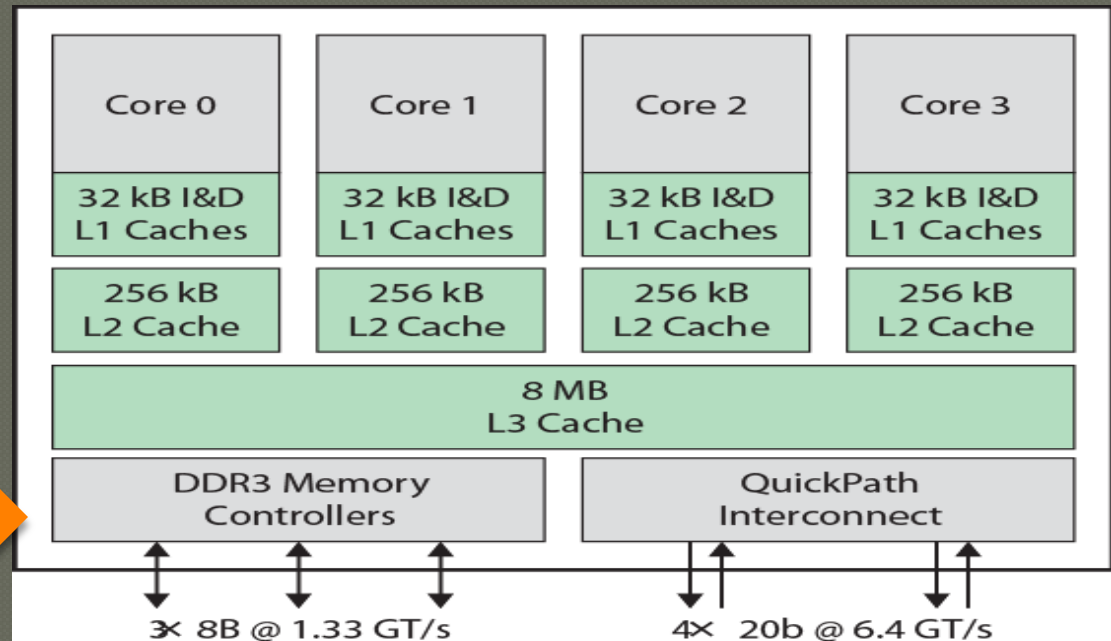 Core 0
Core 1
Core 2
Core 3
32 kB I&D
L1 Caches
32 kB I&D
L1 Caches
32 kB I&D
L1 Caches
32 kB I&D
L1 Caches
256 kB
L2 Cache
256 kB
L2 Cache
256 kB
L2 Cache
256 kB
L2 Cache
8 MB
L3 Cache
DDR3 Memory
Controllers
QuickPath
Interconnect
3× 8B @ 1.33 GT/s
4× 20b @ 6.4 GT/s